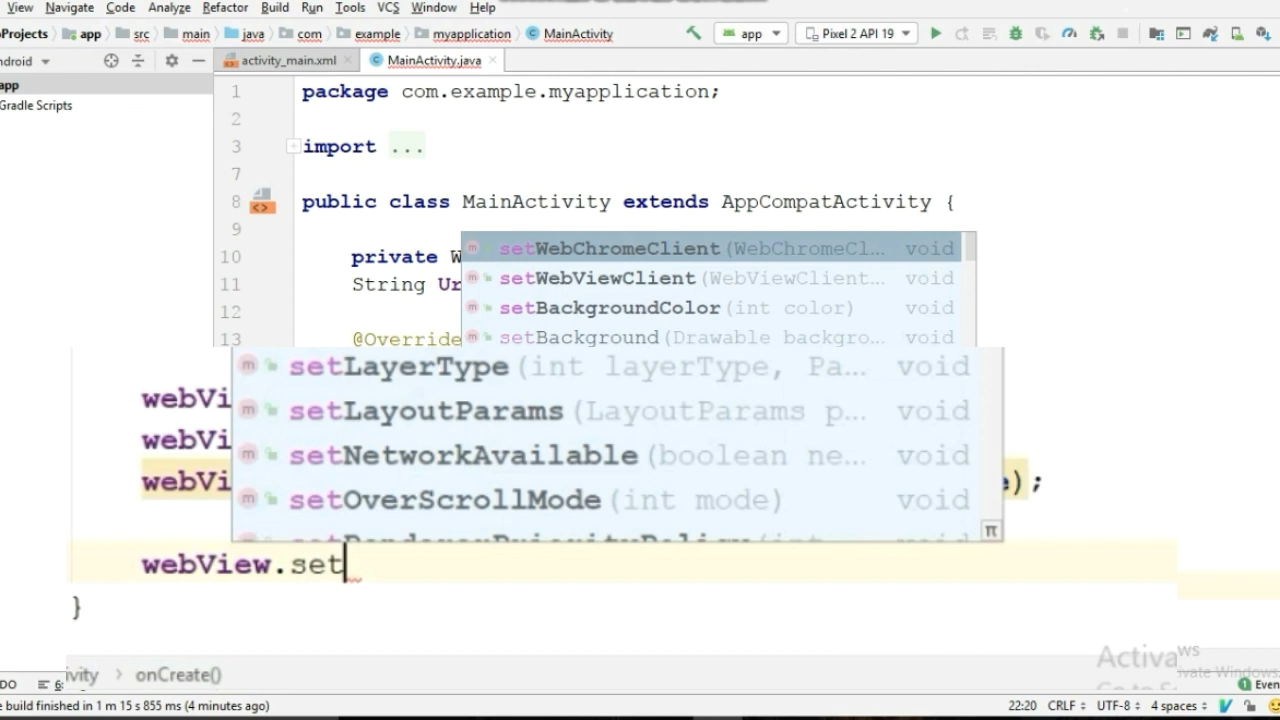 View Navigate Code Analyze Refactor Build Run Tools VCS Window Help
pProjects app src main java com example myapplication MainActivity app Pixel 2 API 19
ndroid activity_main.xml MainActivity.java
app
Gradle Scripts
1 package com.example.myapplication;
2
3 import ...
7
8 public class MainActivity extends AppCompatActivity {
9
10 private W
11 String Ur
12
13 @Override
setWebChromeClient(WebChromeCl... void
setWebViewClient(WebViewClient... void
setBackgroundColor(int color) void
setBackground(Drawable backgro... void
setLayerType(int layerType, Pa... void
setLayoutParams(LayoutParams p... void
setNetworkAvailable(boolean ne... void
setOverScrollMode(int mode) void
π
webVi
webVi
webVi );
webView.set
}
ivity > onCreate()
Activa
ivate Windows.
DO 6: Even
e build finished in 1 m 15 s 855 ms (4 minutes ago) 22:20 CRLF UTF-8 4 spaces